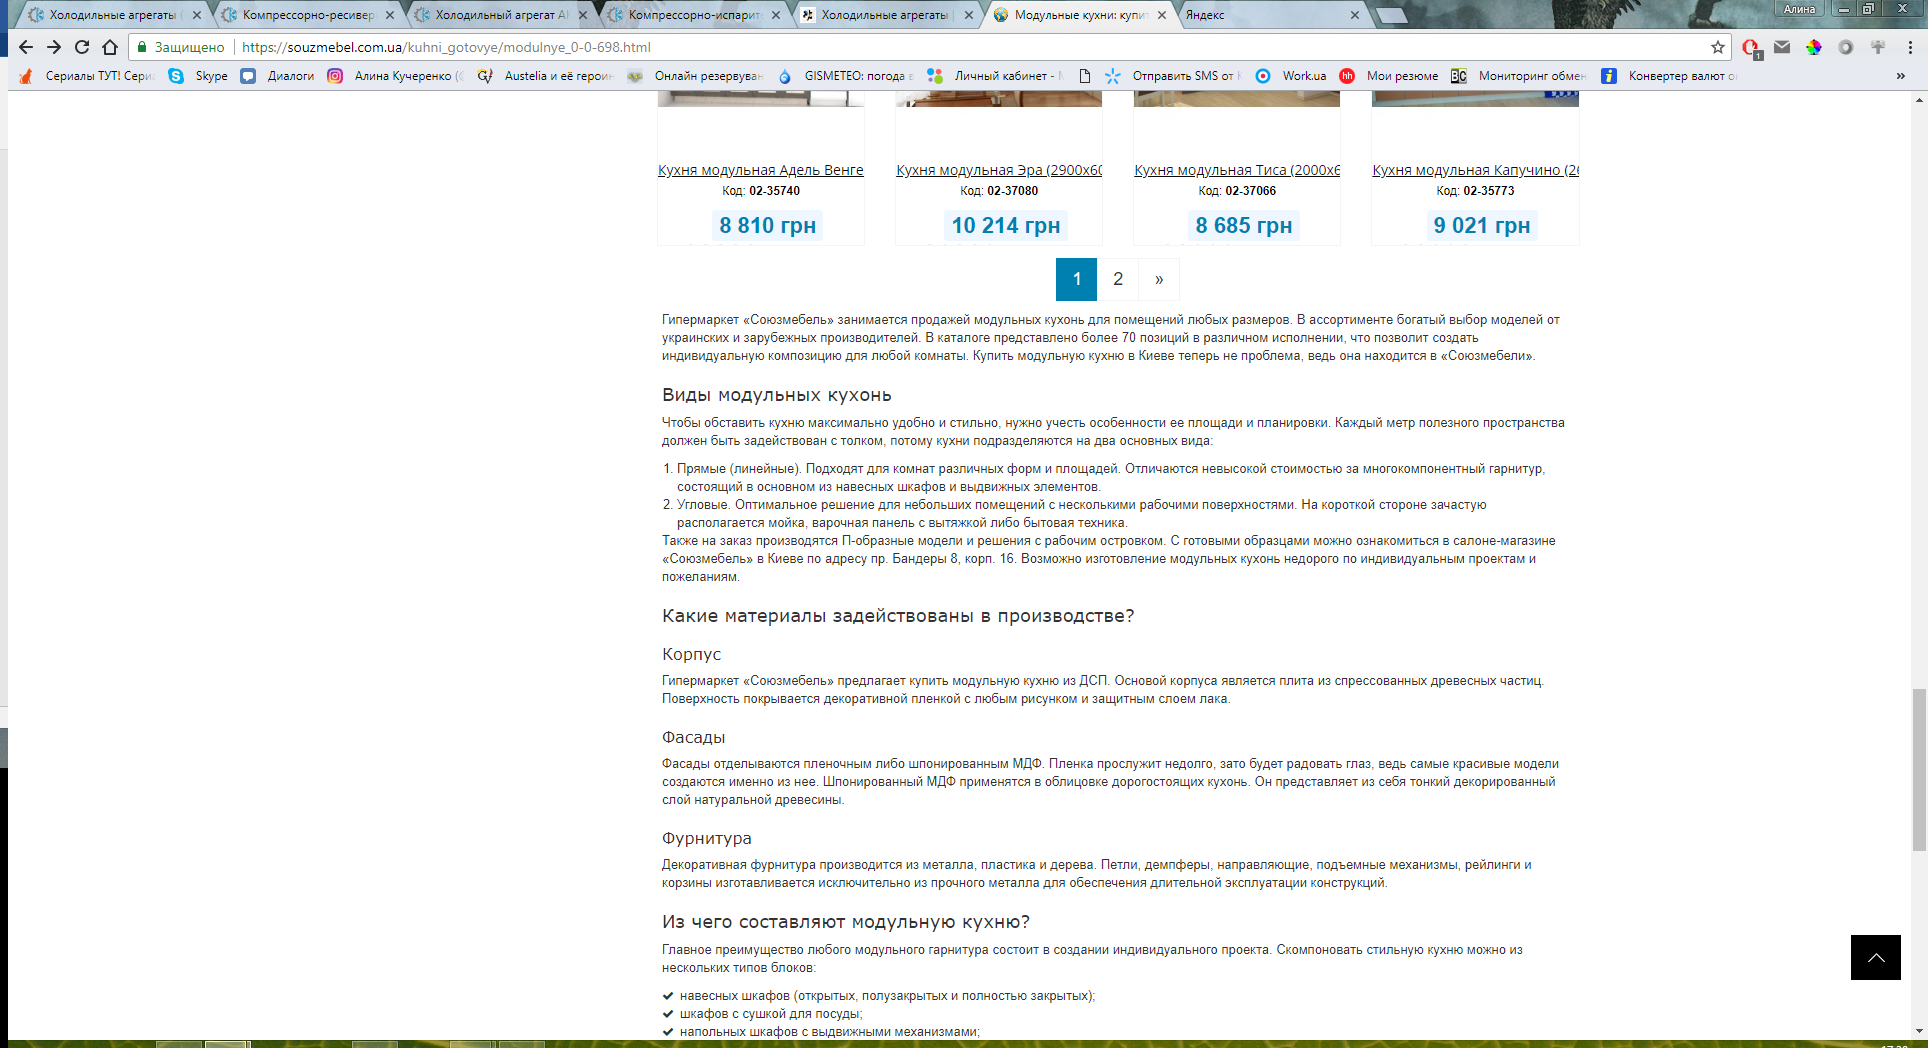 Холодильные агрегаты
Компрессорно-ресивер
Холодильный агрегат
Компрессорно-испарит
Холодильные агрегаты
Модульные кухни: купит
Яндекс
Алина
Защищено
https://souzmebel.com.ua/kuhni_gotovye/modulnye_0-0-698.html
1
Сериалы ТУТ!
Skype
Диалоги
Алина Кучеренко
Austelia и её герои
Онлайн резервуван
GISMETEO: погода в
Личный кабинет -
Отправить SMS от
Work.ua
hh
Мои резюме
BC
Мониторинг обмен
Конвертер валют
»
Кухня модульная Адель Венге
Кухня модульная Эра (2900х60
Кухня модульная Тиса (2000х6
Кухня модульная Капучино (26
Код: 02-35740
Код: 02-37080
Код: 02-37066
Код: 02-35773
8 810 грн
10 214 грн
8 685 грн
9 021 грн
1 2 »
Гипермаркет «Союзмебель» занимается продажей модульных кухонь для помещений любых размеров. В ассортименте богатый выбор моделей от
украинских и зарубежных производителей. В каталоге представлено более 70 позиций в различном исполнении, что позволит создать
индивидуальную композицию для любой комнаты. Купить модульную кухню в Киеве теперь не проблема, ведь она находится в «Союзмебели».
Виды модульных кухонь
Чтобы обставить кухню максимально удобно и стильно, нужно учесть особенности ее площади и планировки. Каждый метр полезного пространства
должен быть задействован с толком, потому кухни подразделяются на два основных вида:
1. Прямые (линейные). Подходят для комнат различных форм и площадей. Отличаются невысокой стоимостью за многокомпонентный гарнитур,
состоящий в основном из навесных шкафов и выдвижных элементов.
2. Угловые. Оптимальное решение для небольших помещений с несколькими рабочими поверхностями. На короткой стороне зачастую
располагается мойка, варочная панель с вытяжкой либо бытовая техника.
Также на заказ производятся П-образные модели и решения с рабочим островком. С готовыми образцами можно ознакомиться в салоне-магазине
«Союзмебель» в Киеве по адресу пр. Бандеры 8, корп. 16. Возможно изготовление модульных кухонь недорого по индивидуальным проектам и
пожеланиям.
Какие материалы задействованы в производстве?
Корпус
Гипермаркет «Союзмебель» предлагает купить модульную кухню из ДСП. Основой корпуса является плита из спрессованных древесных частиц.
Поверхность покрывается декоративной пленкой с любым рисунком и защитным слоем лака.
Фасады
Фасады отделываются пленочным либо шпонированным МДФ. Пленка прослужит недолго, зато будет радовать глаз, ведь самые красивые модели
создаются именно из нее. Шпонированный МДФ применятся в облицовке дорогостоящих кухонь. Он представляет из себя тонкий декорированный
слой натуральной древесины.
Фурнитура
Декоративная фурнитура производится из металла, пластика и дерева. Петли, демпферы, направляющие, подъемные механизмы, рейлинги и
корзины изготавливается исключительно из прочного металла для обеспечения длительной эксплуатации конструкций.
Из чего составляют модульную кухню?
Главное преимущество любого модульного гарнитура состоит в создании индивидуального проекта. Скомпоновать стильную кухню можно из
нескольких типов блоков:
навесных шкафов (открытых, полузакрытых и полностью закрытых);
шкафов с сушкой для посуды;
напольных шкафов с выдвижными механизмами;